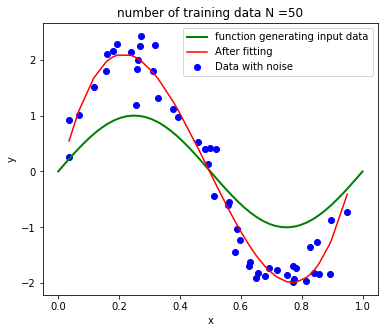 number of training data N =50
function generating input data
After fitting
Data with noise
y
2
1
0
−1
−2
0.0 0.2 0.4 0.6 0.8 1.0
x